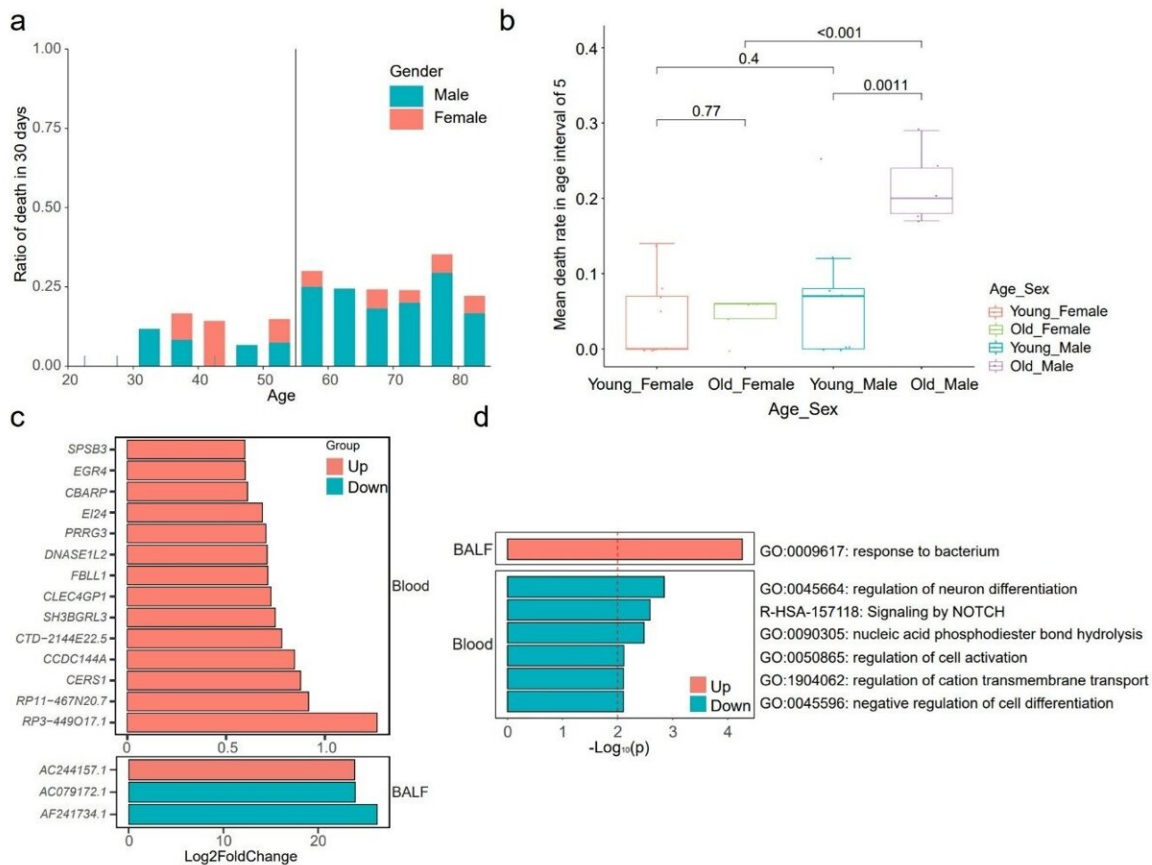 a
1.00
0.75
0.50
0.25
0.00
Ratio of death in 30 days
Gender
Male
Female
20 30 40 50 60 70 80
Age
b
0.4
0.3
0.2
0.1
0.0
Mean death rate in age interval of 5
<0.001
0.4
0.0011
0.77
Young_Female Old_Female Young_Male Old_Male
Age_Sex
Age_Sex
Young_Female
Old_Female
Young_Male
Old_Male
c
SPSB3
EGR4
CBARP
EI24
PRRG3
DNASE1L2
FBLL1
CLEC4GP1
SH3BGRL3
CTD-2144E22.5
CCDC144A
CERS1
RP11-467N20.7
RP3-449O17.1
Group
Up
Down
Blood
0 0.5 1.0
AC244157.1
AC079172.1
AF241734.1
BALF
0 10 20
Log2FoldChange
d
BALF
GO:0009617: response to bacterium
Blood
GO:0045664: regulation of neuron differentiation
R-HSA-157118: Signaling by NOTCH
GO:0090305: nucleic acid phosphodiester bond hydrolysis
GO:0050865: regulation of cell activation
GO:1904062: regulation of cation transmembrane transport
GO:0045596: negative regulation of cell differentiation
Up
Down
0 1 2 3 4
-Log₁₀(p)